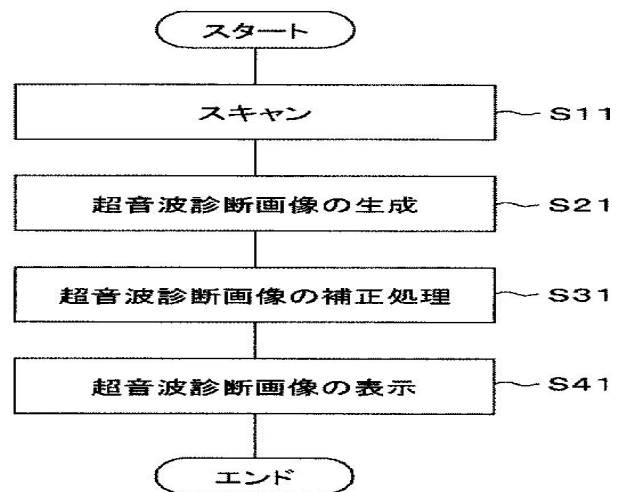 スタート
スキャン S11
超音波診断画像の生成 S21
超音波診断画像の補正処理 S31
超音波診断画像の表示 S41
エンド